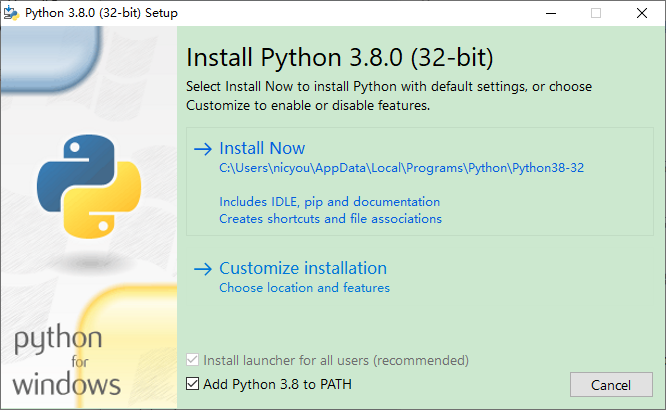 Python 3.8.0 (32-bit) Setup
Install Python 3.8.0 (32-bit)
Select Install Now to install Python with default settings, or choose
Customize to enable or disable features.
Install Now
C:\Users\nicyou\AppData\Local\Programs\Python\Python38-32
Includes IDLE, pip and documentation
Creates shortcuts and file associations
Customize installation
Choose location and features
python
for
windows
Install launcher for all users (recommended)
Add Python 3.8 to PATH
Cancel